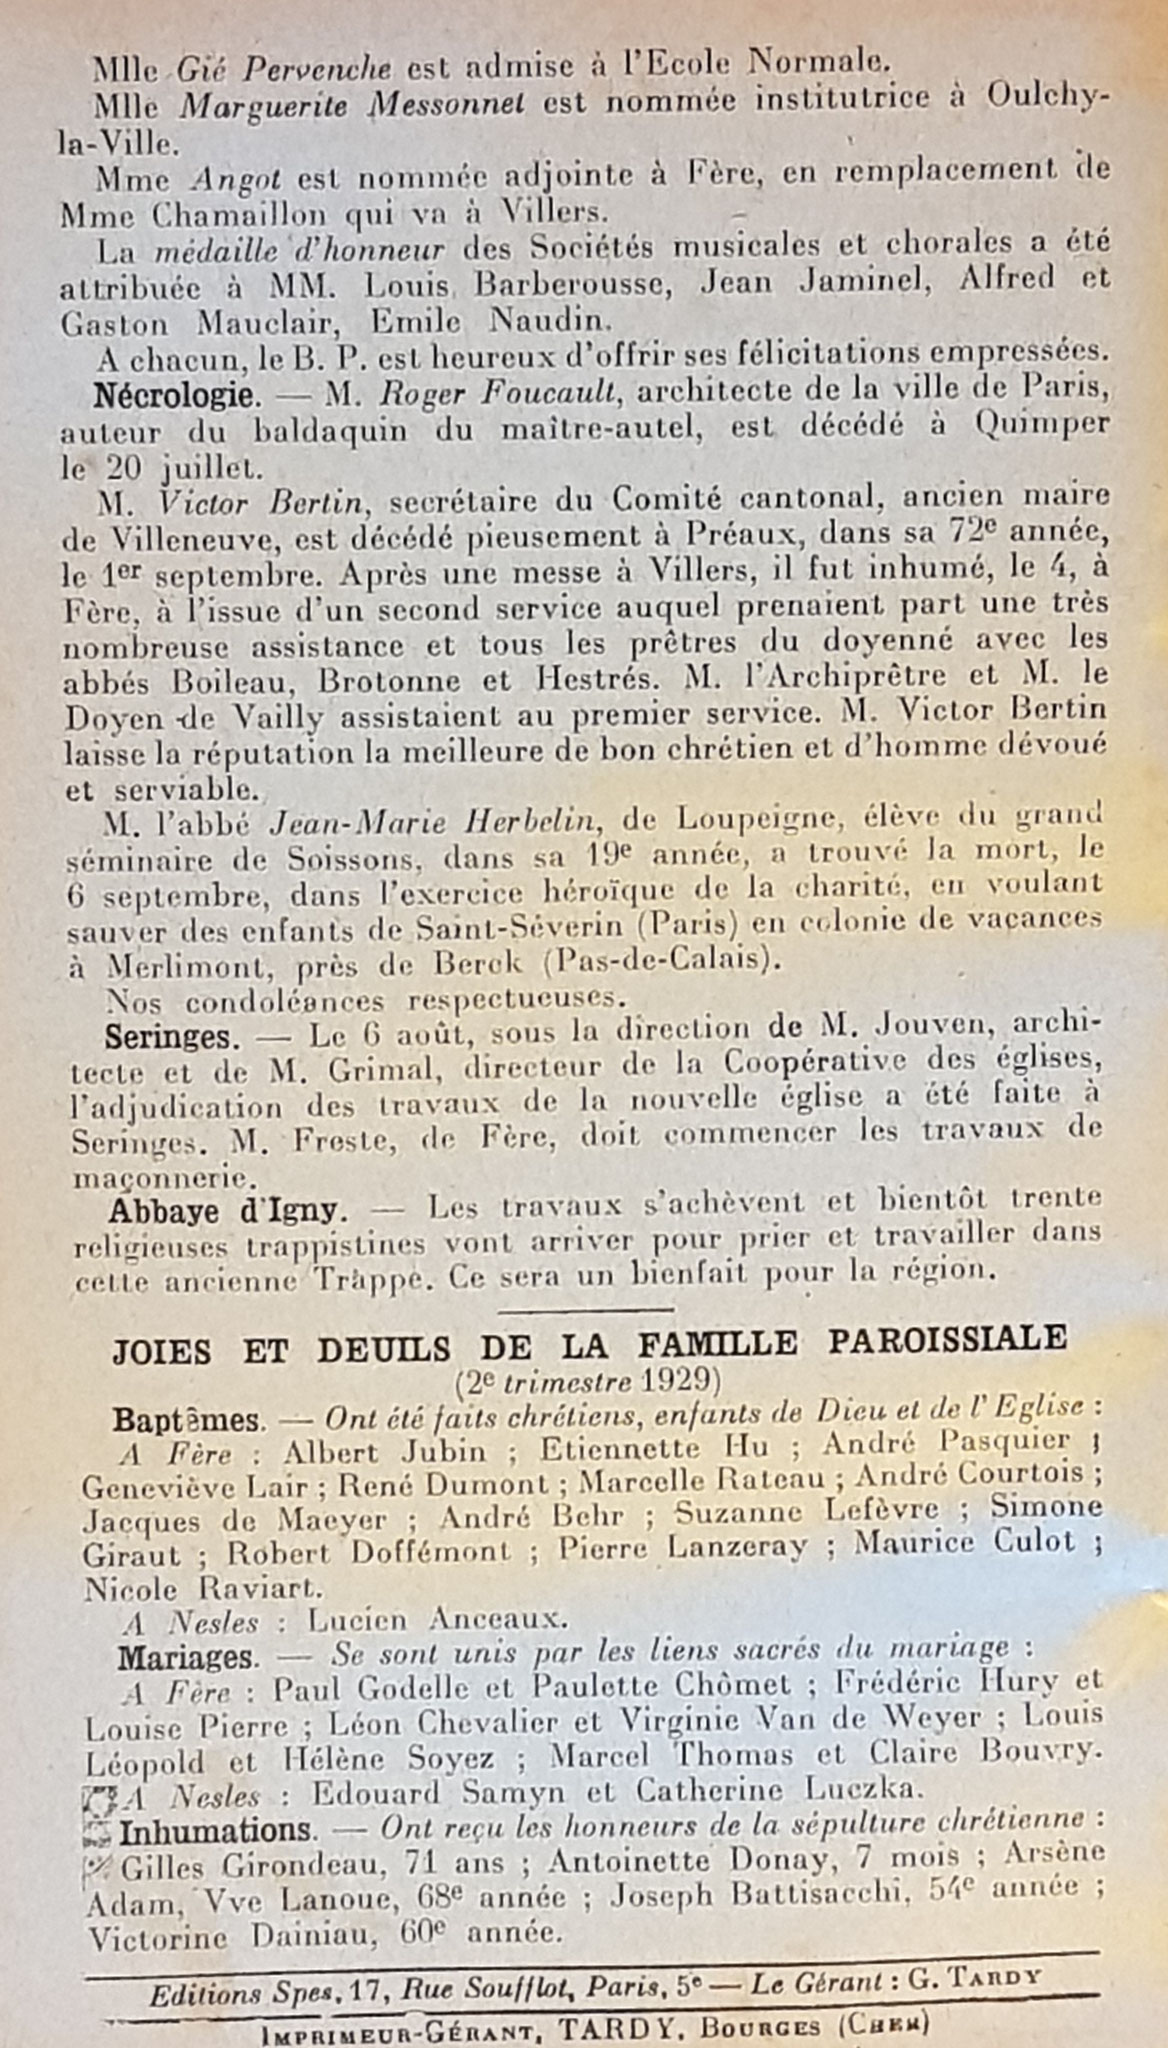 Mlle Gié Pervenche est admise à l'Ecole Normale.
Mlle Marguerite Messonnet est nommée institutrice à Oulchy-
la-Ville.
Mme Angot est nommée adjointe à Fère, en remplacement de
Mme Chamaillon qui va à Villers.
La médaille d'honneur des Sociétés musicales et chorales a été
attribuée à MM. Louis Barberousse, Jean Jaminel, Alfred et
Gaston Mauclair, Emile Naudin.
A chacun, le B. P. est heureux d'offrir ses félicitations empressées.
Nécrologie. — M. Roger Foucault, architecte de la ville de Paris,
auteur du baldaquin du maître-autel, est décédé à Quimper
le 20 juillet.
M. Victor Bertin, secrétaire du Comité cantonal, ancien maire
de Villeneuve, est décédé pieusement à Préaux, dans sa 72e année,
le 1er septembre. Après une messe à Villers, il fut inhumé, le 4, à
Fère, à l'issue d'un second service auquel prenaient part une très
nombreuse assistance et tous les prêtres du doyenné avec les
abbés Boileau, Brotonne et Hestrés. M. l'Archiprêtre et M. le
Doyen de Vailly assistaient au premier service. M. Victor Bertin
laisse la réputation la meilleure de bon chrétien et d'homme dévoué
et serviable.
M. l'abbé Jean-Marie Herbelin, de Loupeigne, élève du grand
séminaire de Soissons, dans sa 19e année, a trouvé la mort, le
6 septembre, dans l'exercice héroïque de la charité, en voulant
sauver des enfants de Saint-Séverin (Paris) en colonie de vacances
à Merlimont, près de Berck (Pas-de-Calais).
Nos condoléances respectueuses.
Seringes. — Le 6 août, sous la direction de M. Jouven, archi-
tecte et de M. Grimal, directeur de la Coopérative des églises,
l'adjudication des travaux de la nouvelle église a été faite à
Seringes. M. Freste, de Fère, doit commencer les travaux de
maçonnerie.
Abbaye d'Igny. — Les travaux s'achèvent et bientôt trente
religieuses trappistines vont arriver pour prier et travailler dans
cette ancienne Trappe. Ce sera un bienfait pour la région.
JOIES ET DEUILS DE LA FAMILLE PAROISSIALE
(2e trimestre 1929)
Baptêmes. — Ont été faits chrétiens, enfants de Dieu et de l'Eglise :
A Fère : Albert Jubin ; Etiennette Hu ; André Pasquier ;
Geneviève Lair ; René Dumont ; Marcelle Rateau ; André Courtois ;
Jacques de Maeyer ; André Behr ; Suzanne Lefèvre ; Simone
Giraut ; Robert Doffémont ; Pierre Lanzeray ; Maurice Culot ;
Nicole Raviart.
A Nesles : Lucien Anceaux.
Mariages. — Se sont unis par les liens sacrés du mariage :
A Fère : Paul Godelle et Paulette Chômet ; Frédéric Hury et
Louise Pierre ; Léon Chevalier et Virginie Van de Weyer ; Louis
Léopold et Hélène Soyez ; Marcel Thomas et Claire Bouvry.
A Nesles : Edouard Samyn et Catherine Luczka.
Inhumations. — Ont reçu les honneurs de la sépulture chrétienne :
Gilles Girondeau, 71 ans ; Antoinette Donay, 7 mois ; Arsène
Adam, Vve Lanoue, 68e année ; Joseph Battisacchi, 54e année ;
Victorine Dainiau, 60e année.
Editions Spes, 17, Rue Soufflot, Paris, 5e — Le Gérant : G. TARDY
IMPRIMEUR-GÉRANT, TARDY, BOURGES (CHER)